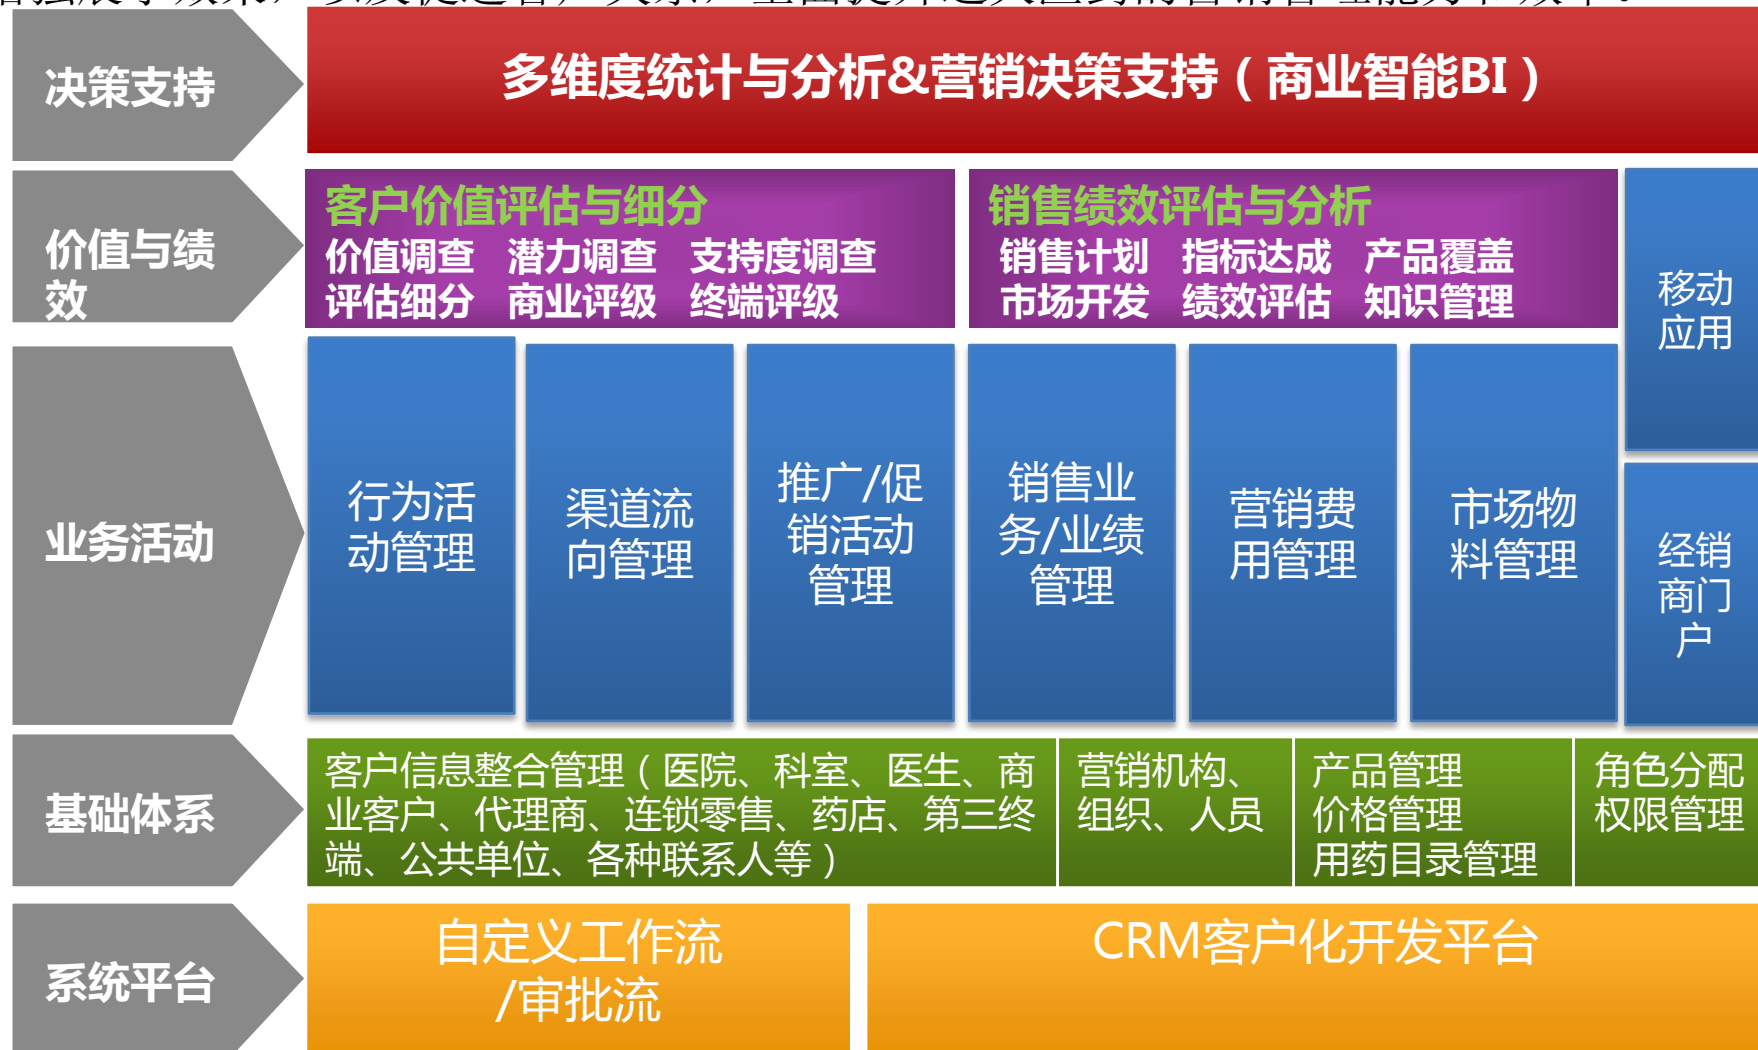 决策支持
多维度统计与分析&营销决策支持（商业智能BI）
价值与绩
效
客户价值评估与细分
价值调查 潜力调查 支持度调查
评估细分 商业评级 终端评级
销售绩效评估与分析
销售计划 指标达成 产品覆盖
市场开发 绩效评估 知识管理
移动
应用
业务活动
行为活
动管理
渠道流
向管理
推广/促
销活动
管理
销售业
务/业绩
管理
营销费
用管理
市场物
料管理
经销
商门
户
基础体系
客户信息整合管理（医院、科室、医生、商
业客户、代理商、连锁零售、药店、第三终
端、公共单位、各种联系人等）
营销机构、
组织、人员
产品管理
价格管理
用药目录管理
角色分配
权限管理
系统平台
自定义工作流
/审批流
CRM客户化开发平台